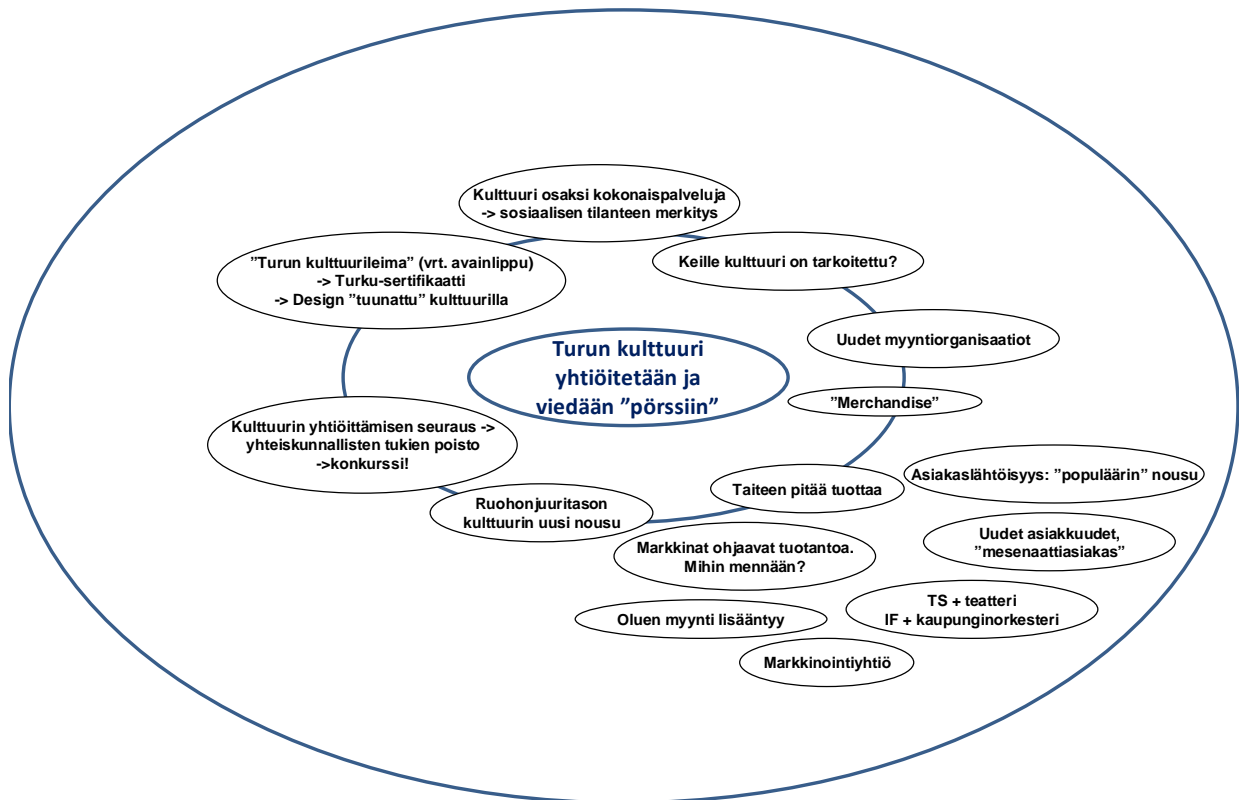 Kulttuuri osaksi kokonaispalveluja
-> sosiaalisen tilanteen merkitys
”Turun kulttuurileima” (vrt. avainlippu)
-> Turku-sertifikaatti
-> Design ”tuunattu” kulttuurilla
Keille kulttuuri on tarkoitettu?
Uudet myyntiorganisaatiot
Turun kulttuuri
yhtiöitetään ja
viedään ”pörssiin”
”Merchandise”
Kulttuurin yhtiöittämisen seuraus ->
yhteiskunnallisten tukien poisto
->konkurssi!
Asiakaslähtöisyys: ”populäärin” nousu
Taiteen pitää tuottaa
Ruohonjuuritason
kulttuurin uusi nousu
Uudet asiakkuudet,
”mesenaattiasiakas”
Markkinat ohjaavat tuotantoa.
Mihin mennään?
TS + teatteri
IF + kaupunginorkesteri
Oluen myynti lisääntyy
Markkinointiyhtiö